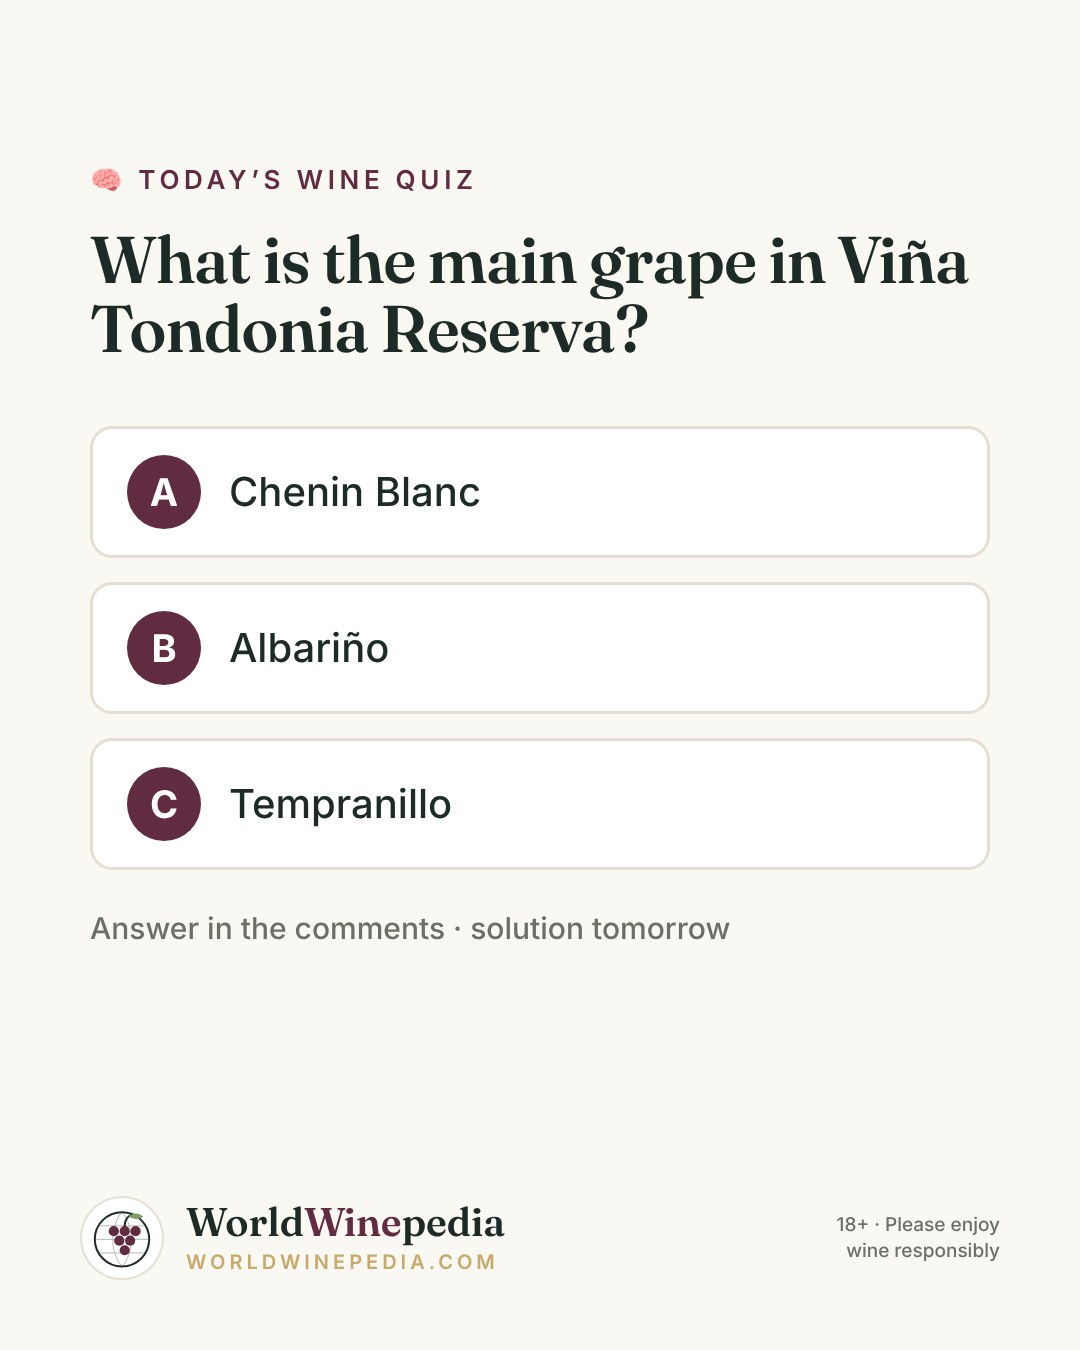 🧠 TODAY’S WINE QUIZ
What is the main grape in Viña
Tondonia Reserva?
A Chenin Blanc
B Albariño
C Tempranillo
Answer in the comments · solution tomorrow
WorldWinepedia
WORLDWINEPEDIA.COM
18+ · Please enjoy
wine responsibly